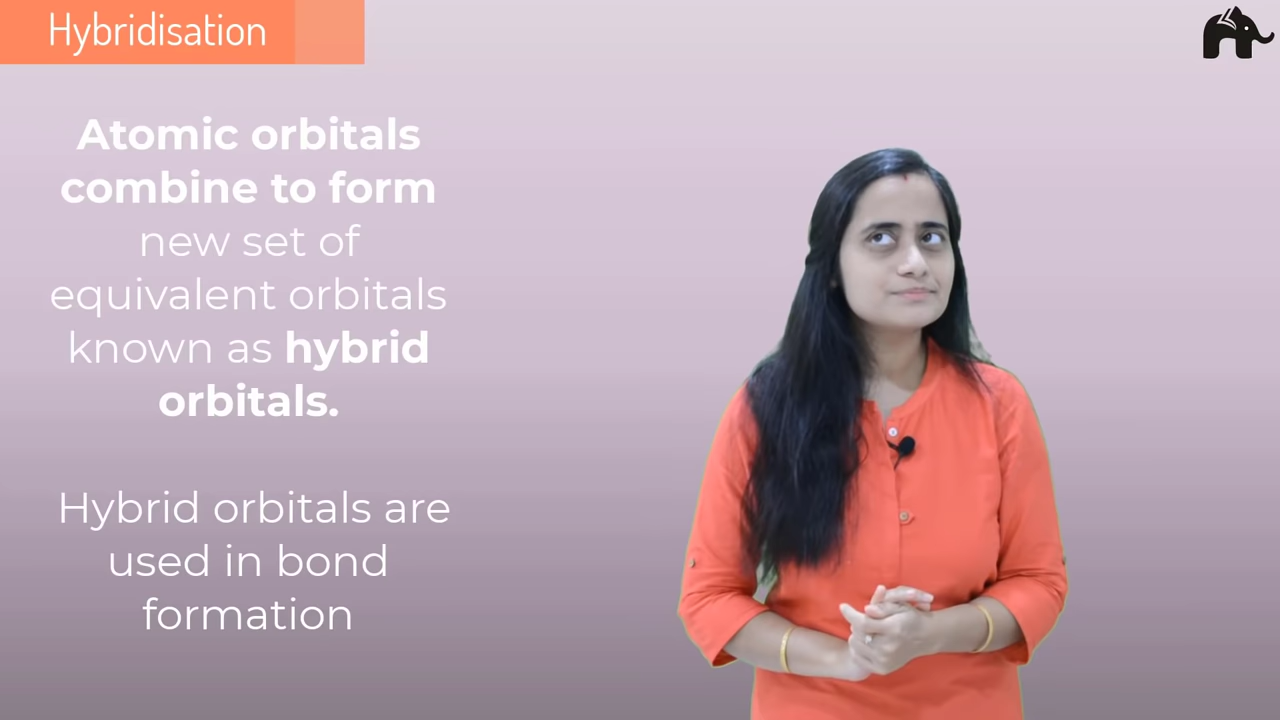 Hybridisation
Atomic orbitals
combine to form
new set of
equivalent orbitals
known as hybrid
orbitals.
Hybrid orbitals are
used in bond
formation